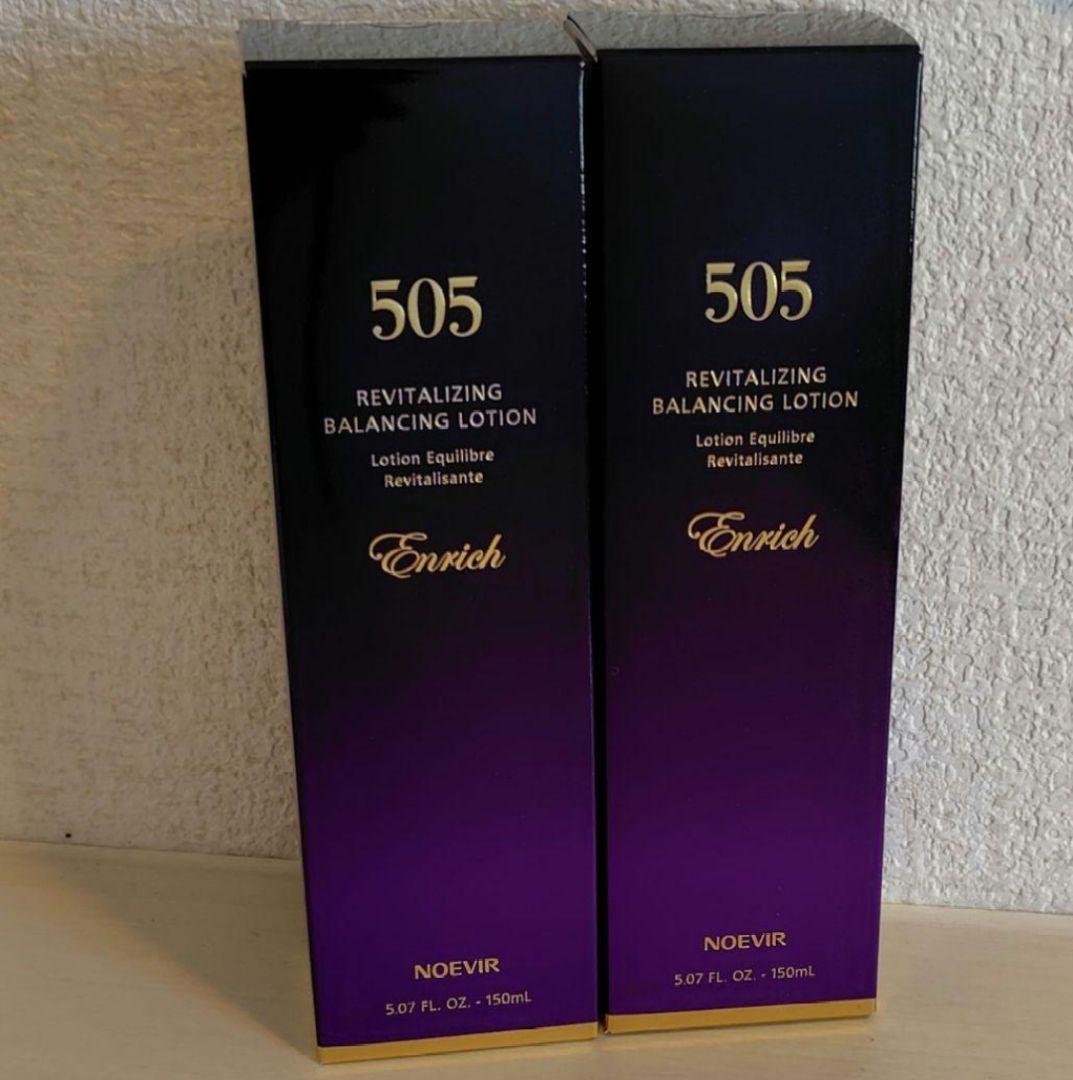 505
REVITALIZING
BALANCING LOTION
Lotion Equilibre
Revitalisante
Enrich
NOEVIR
5.07 FL. OZ. - 150mL
505
REVITALIZING
BALANCING LOTION
Lotion Equilibre
Revitalisante
Enrich
NOEVIR
5.07 FL. OZ. - 150mL